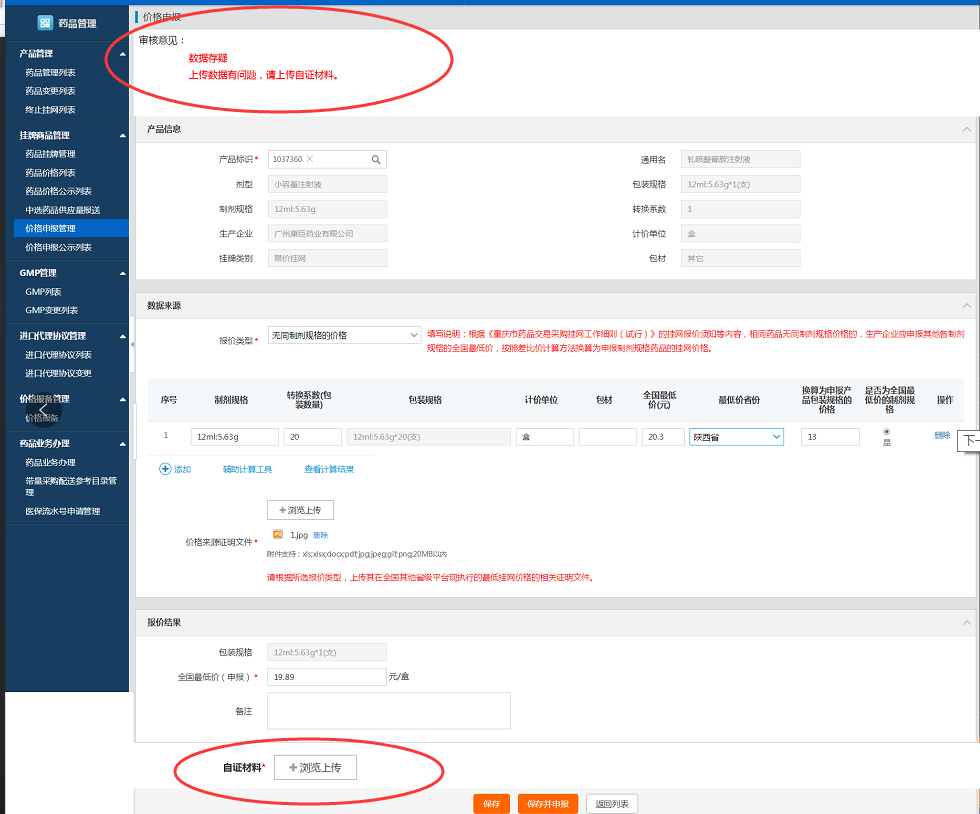 药品管理
产品管理
药品管理列表
药品变更列表
终止挂网列表
挂牌商品管理
药品挂牌管理
药品价格列表
药品价格公示列表
中选药品供应量报送
价格申报管理
价格申报公示列表
GMP管理
GMP列表
GMP变更列表
进口代理协议管理
进口代理协议列表
进口代理协议变更
价格报备管理
价格报备
药品业务办理
药品业务办理
带量采购配送参考目录管
理
医保流水号申请管理
价格申报
审核意见：
数据存疑
上传数据有问题，请上传自证材料。
产品信息
产品标识* 1037360
通用名 钆喷酸葡胺注射液
剂型 小容量注射液
包装规格 12ml:5.63g*1(支)
制剂规格 12ml:5.63g
转换系数 1
生产企业 广州康臣药业有限公司
计价单位 盒
挂牌类别 限价挂网
包材 其它
数据来源
报价类型* 无同制剂规格的价格
填写说明：根据《重庆市药品交易采购挂网工作细则（试行）》的挂网报价须知等内容，相同药品无同制剂规格价格的，生产企业应申报其他各制剂
规格的全国最低价，按照差比价计算方法换算为申报制剂规格药品的挂网价格。
序号 制剂规格 转换系数(包装数量) 包装规格 计价单位 包材 全国最低价(元) 最低价省份 换算为申报产品包装规格的价格 是否为全国最低价的制剂规格 操作
1 12ml:5.63g 20 12ml:5.63g*20(支) 盒 20.3 陕西省 13 是 删除
下一
添加 辅助计算工具 查看计算结果
价格来源证明文件*
+浏览上传
1.jpg 删除
附件支持：xls;xlsx;docx;pdf;jpg;jpeg;gif;png;20MB以内
请根据所选报价类型，上传其在全国其他省级平台现执行的最低挂网价格的相关证明文件。
报价结果
包装规格 12ml:5.63g*1(支)
全国最低价（申报）* 19.89 元/盒
备注
自证材料* +浏览上传
保存 保存并申报 返回列表